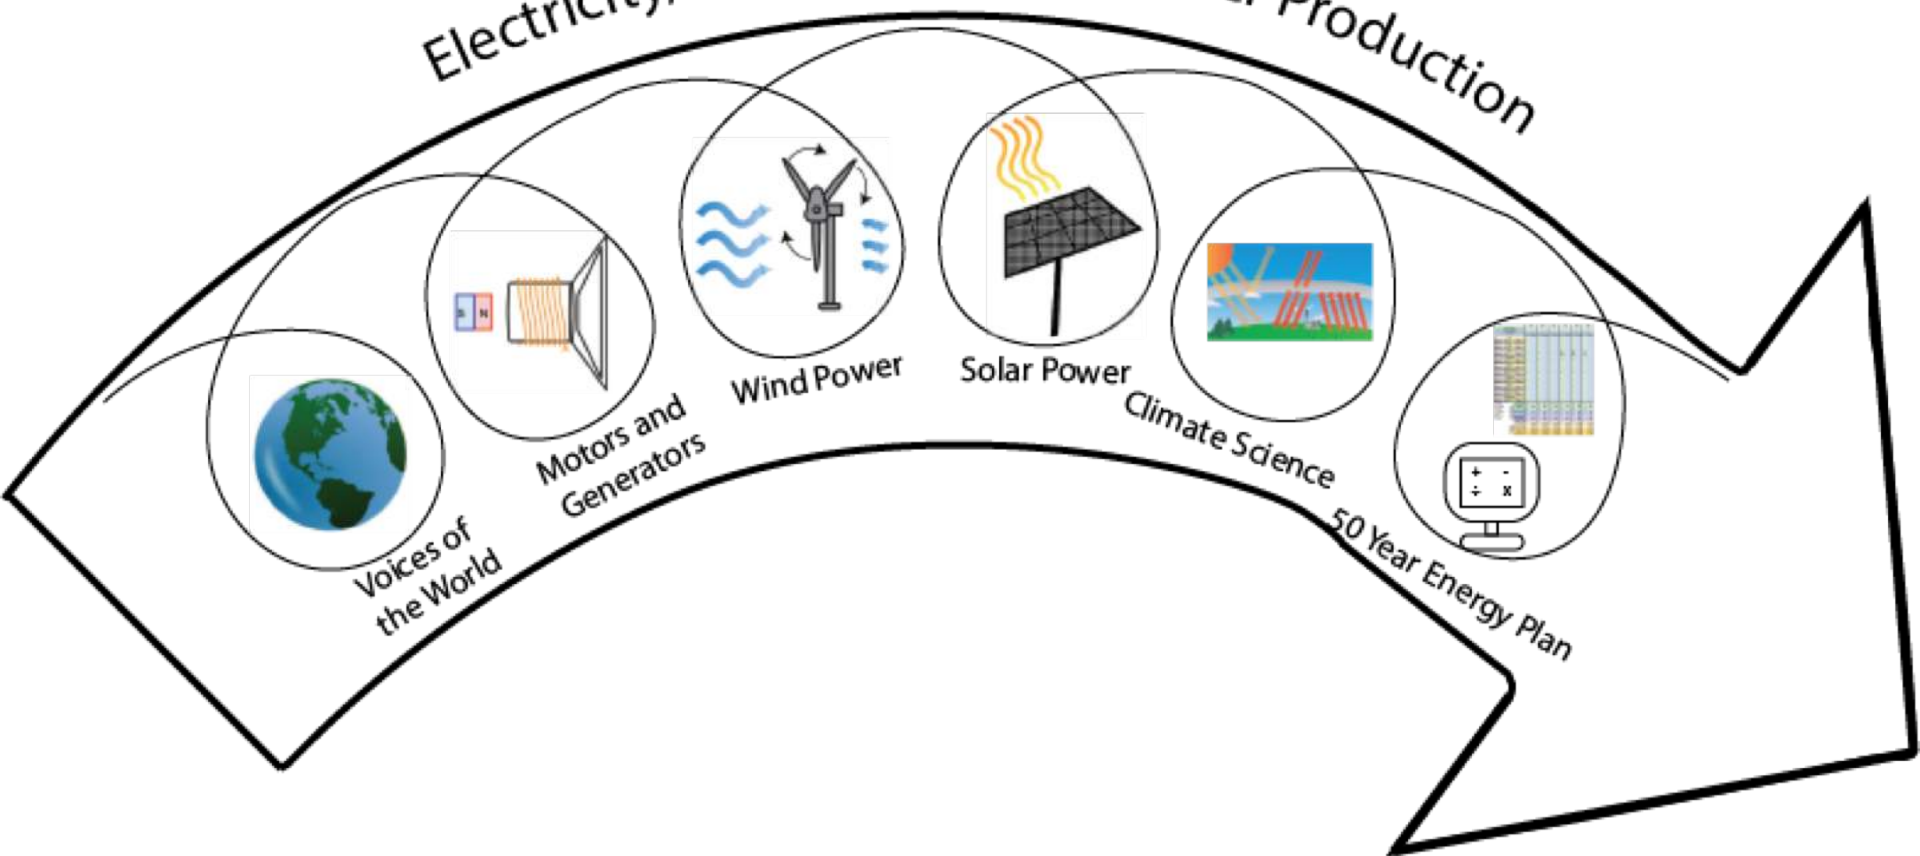 Electricity,
Production
Voices of
the World
S N
Motors and
Generators
Wind Power
Solar Power
Climate Science
+ -
÷ x
50 Year Energy Plan